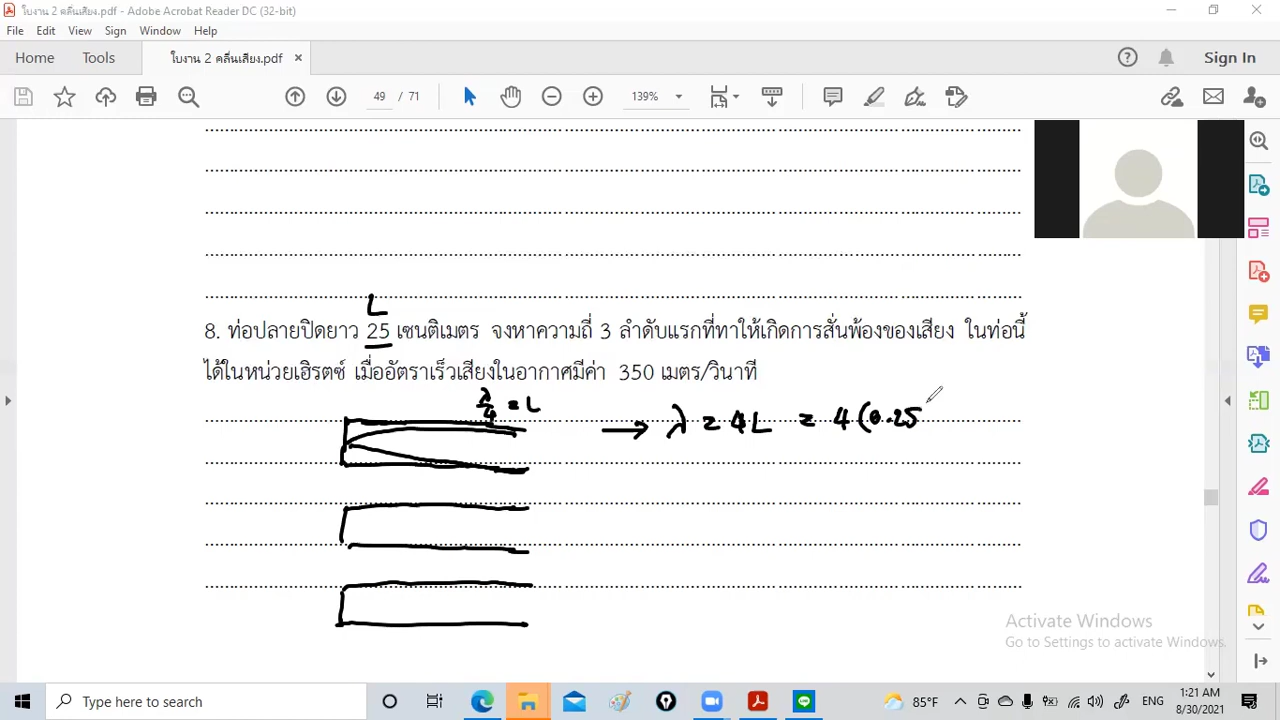 ใบงาน 2 คลื่นเสียง.pdf - Adobe Acrobat Reader DC (32-bit)
File Edit View Sign Window Help
Home Tools ใบงาน 2 คลื่นเสียง.pdf × Sign In
49 / 71 139%
L
8. ท่อปลายปิดยาว 25 เซนติเมตร จงหาความถี่ 3 ลำดับแรกที่ทาให้เกิดการสั่นพ้องของเสียง ในท่อนี้
ได้ในหน่วยเฮิรตซ์ เมื่ออัตราเร็วเสียงในอากาศมีค่า 350 เมตร/วินาที
λ/4 = L
→ λ = 4L = 4(0.25
Activate Windows
Go to Settings to activate Windows.
Type here to search
85°F ENG
1:21 AM
8/30/2021